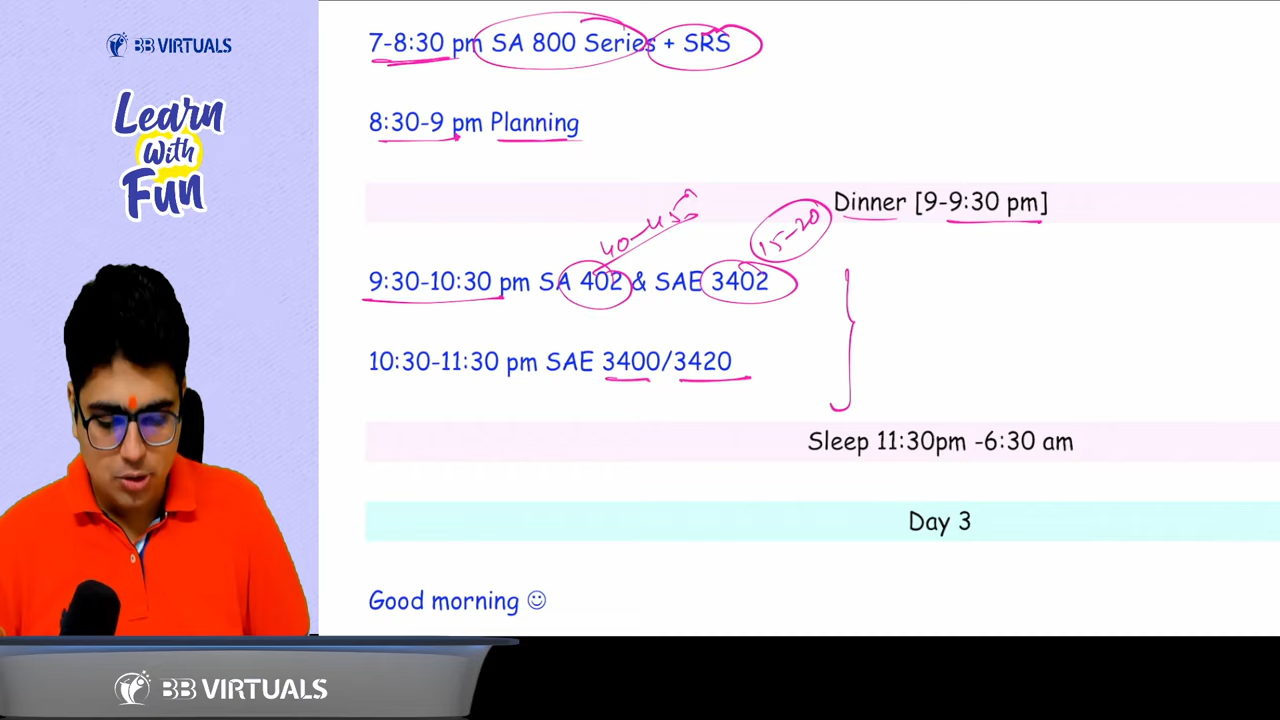 BB VIRTUALS
Learn
With
Fun
7-8:30 pm SA 800 Series + SRS
8:30-9 pm Planning
Dinner [9-9:30 pm]
40-45
15-20
9:30-10:30 pm SA 402 & SAE 3402
10:30-11:30 pm SAE 3400/3420
Sleep 11:30pm -6:30 am
Day 3
Good morning ☺
BB VIRTUALS